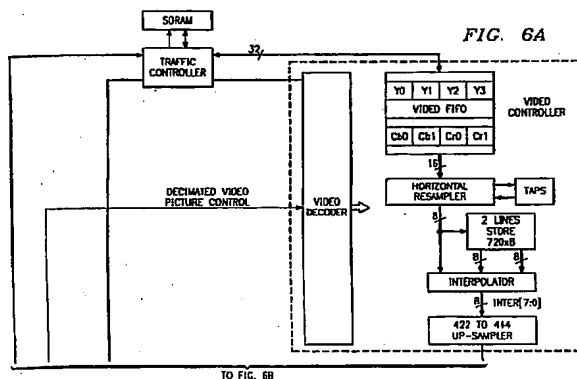 FIG. 6A
SDRAM
TRAFFIC
CONTROLLER
32
Y0 Y1 Y2 Y3
VIDEO FIFO
Cb0 Cb1 Cr0 Cr1
VIDEO
CONTROLLER
16
HORIZONTAL
RESAMPLER
TAPS
DECIMATED VIDEO
PICTURE CONTROL
VIDEO
DECODER
8
2 LINES
STORE
720x8
8
8
INTERPOLATOR
8
INTER[7:0]
422 TO 444
UP-SAMPLER
TO FIG. 6B